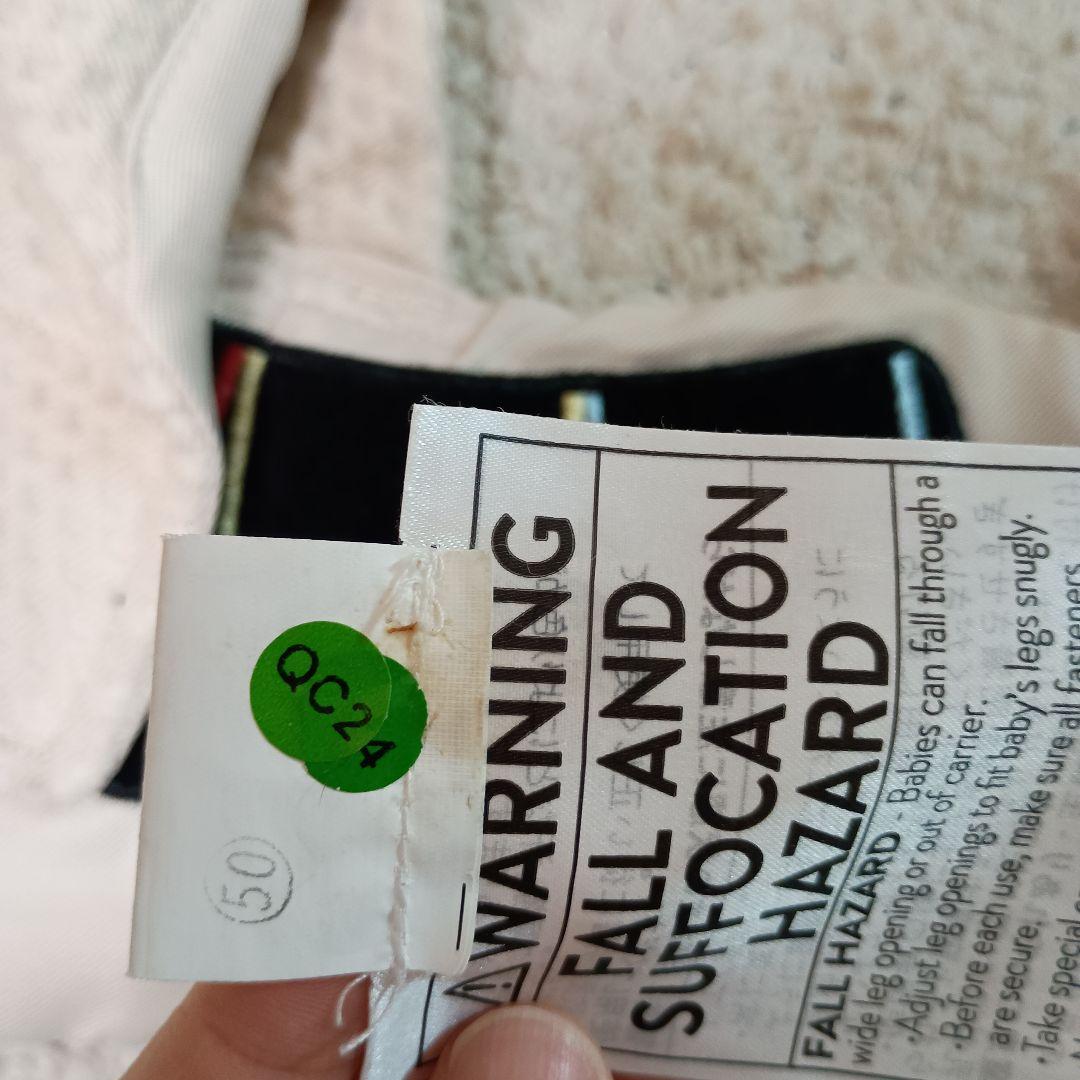 QC24
50
WARNING
FALL AND
SUFFOCATION
HAZARD
FALL HAZARD - Babies can fall through a
wide leg opening or out of carrier.
•Adjust leg openings to fit baby's legs snugly.
•Before each use, make sure all fasteners
are secure.
•Take special